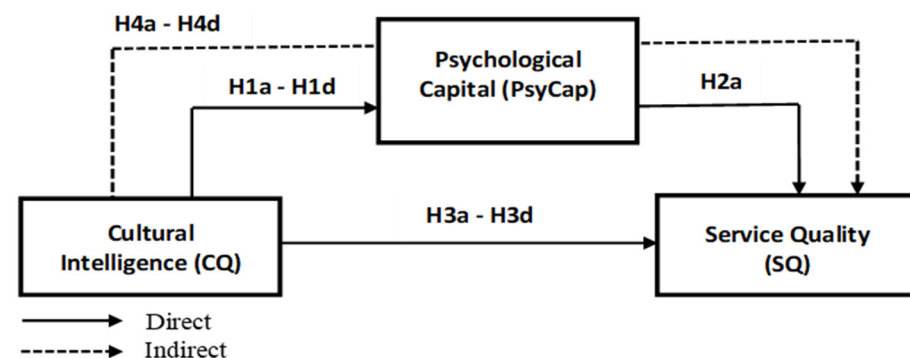 H4a - H4d
Psychological
Capital (PsyCap)
H1a - H1d
H2a
Cultural
Intelligence (CQ)
H3a - H3d
Service Quality
(SQ)
Direct
Indirect